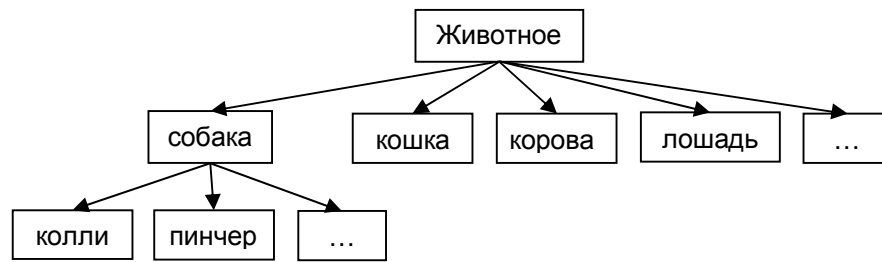 Животное
собака
кошка
корова
лошадь
...
колли
пинчер
...